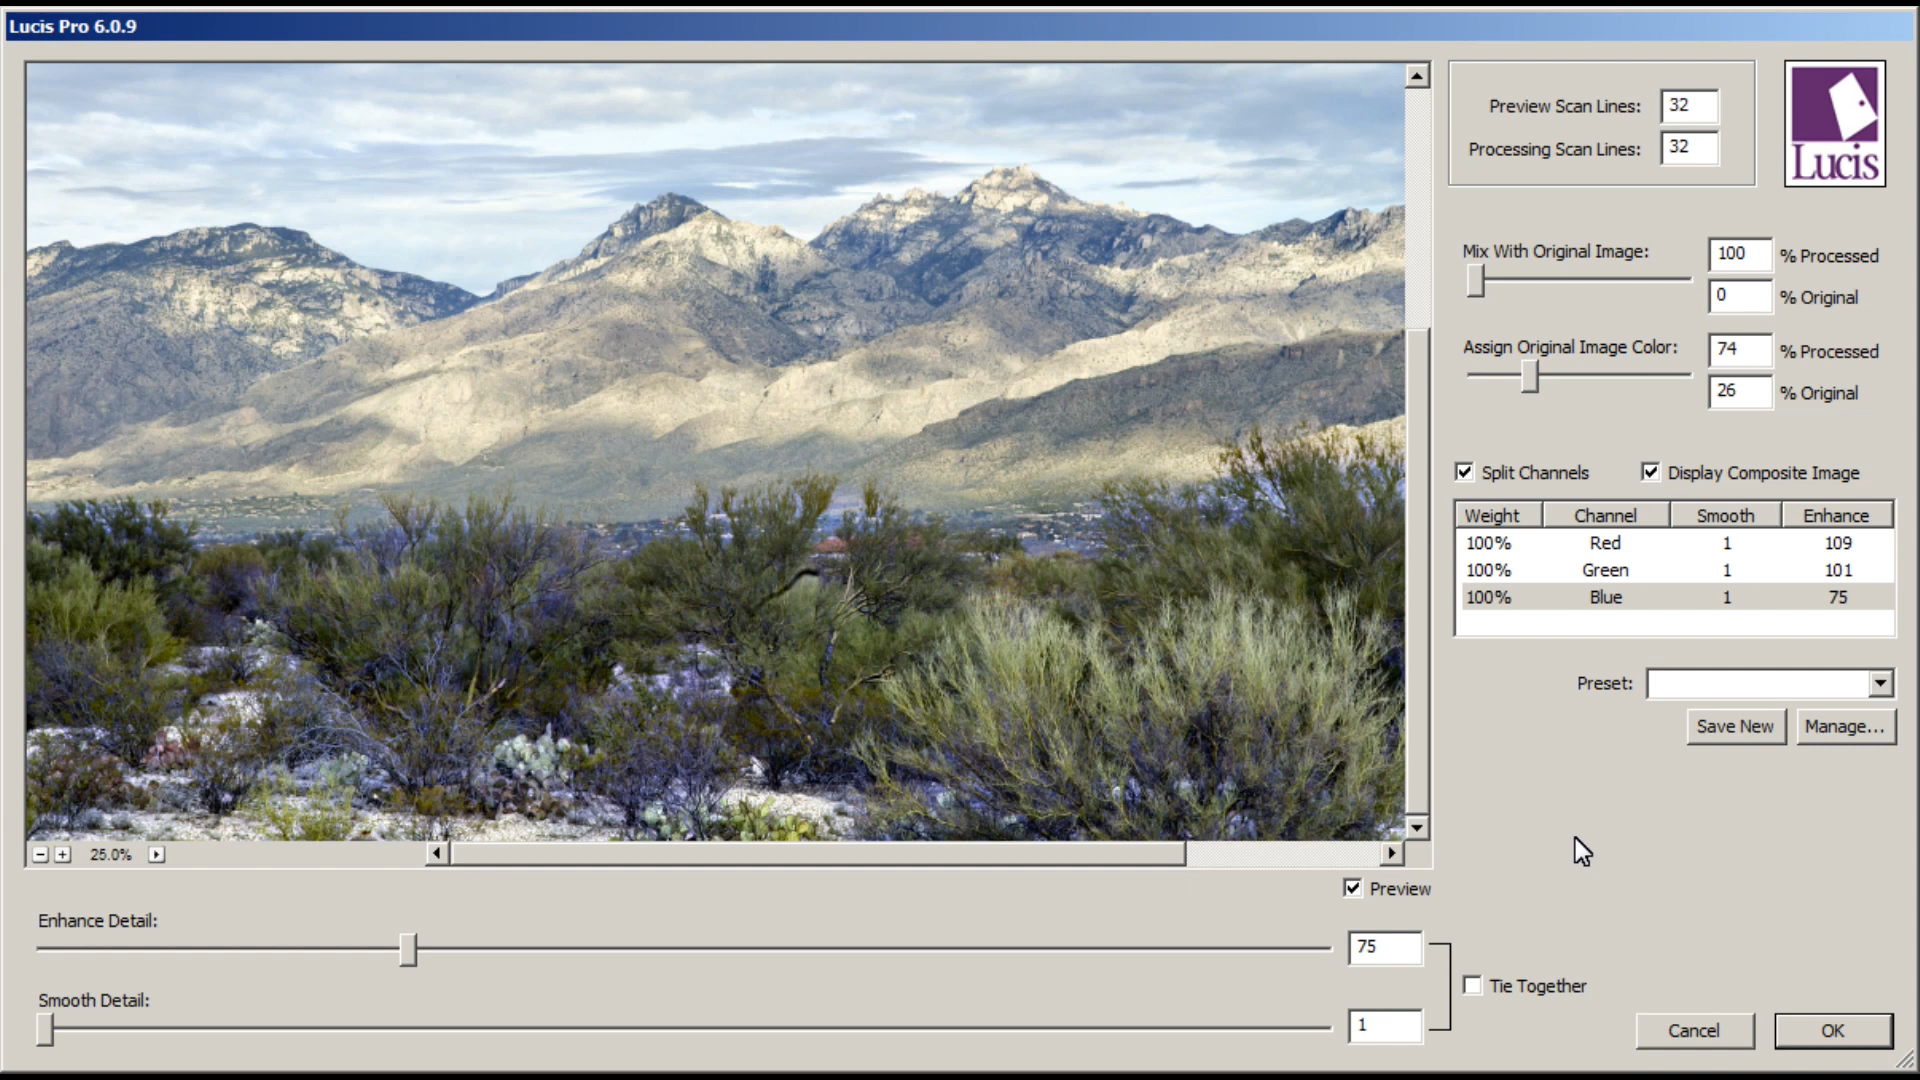 Lucis Pro 6.0.9
Preview Scan Lines: 32
Processing Scan Lines: 32
Lucis
Mix With Original Image: 100 % Processed
0 % Original
Assign Original Image Color: 74 % Processed
26 % Original
Split Channels Display Composite Image
Weight Channel Smooth Enhance
100% Red 1 109
100% Green 1 101
100% Blue 1 75
Preset:
Save New Manage...
25.0%
Preview
Enhance Detail:
75
Tie Together
Smooth Detail:
1
Cancel OK